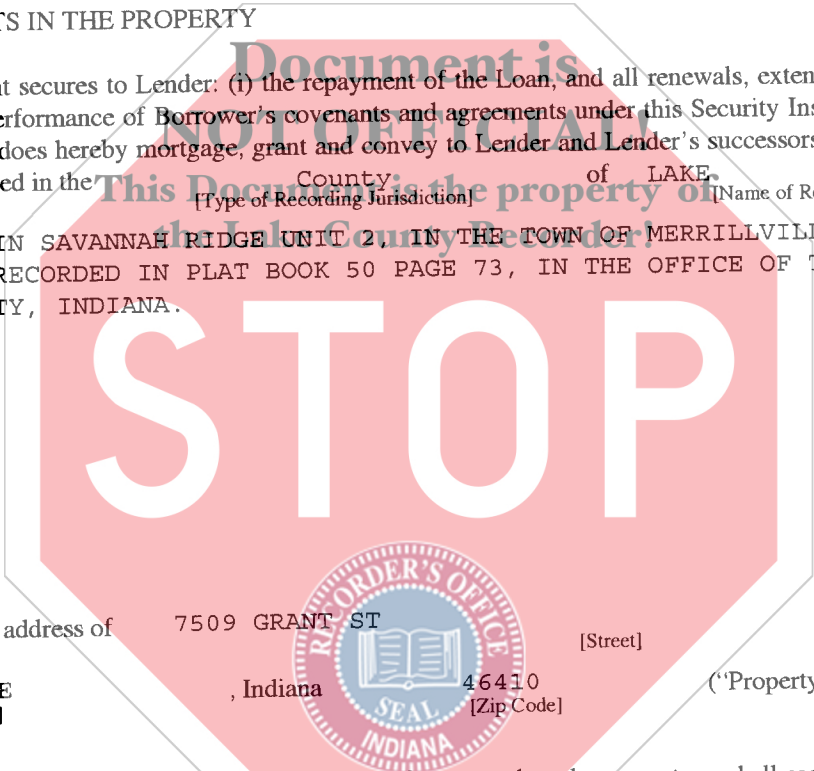 TS IN THE PROPERTY
Document is
t secures to Lender: (i) the repayment of the Loan, and all renewals, exten
erformance of Borrower's covenants and agreements under this Security Ins
NOT OFFICIAL!
does hereby mortgage, grant and convey to Lender and Lender's successors
ed in the County of LAKE
This Document is the property of
[Type of Recording Jurisdiction] [Name of Re
the Lake County Recorder!
IN SAVANNAH RIDGE UNIT 2, IN THE TOWN OF MERRILLVILL
RECORDED IN PLAT BOOK 50 PAGE 73, IN THE OFFICE OF T
TY, INDIANA.
STOP
RECORDER'S OFFICE
address of 7509 GRANT ST
[Street]
E , Indiana 46410 ("Property
[Zip Code]
SEAL
INDIANA